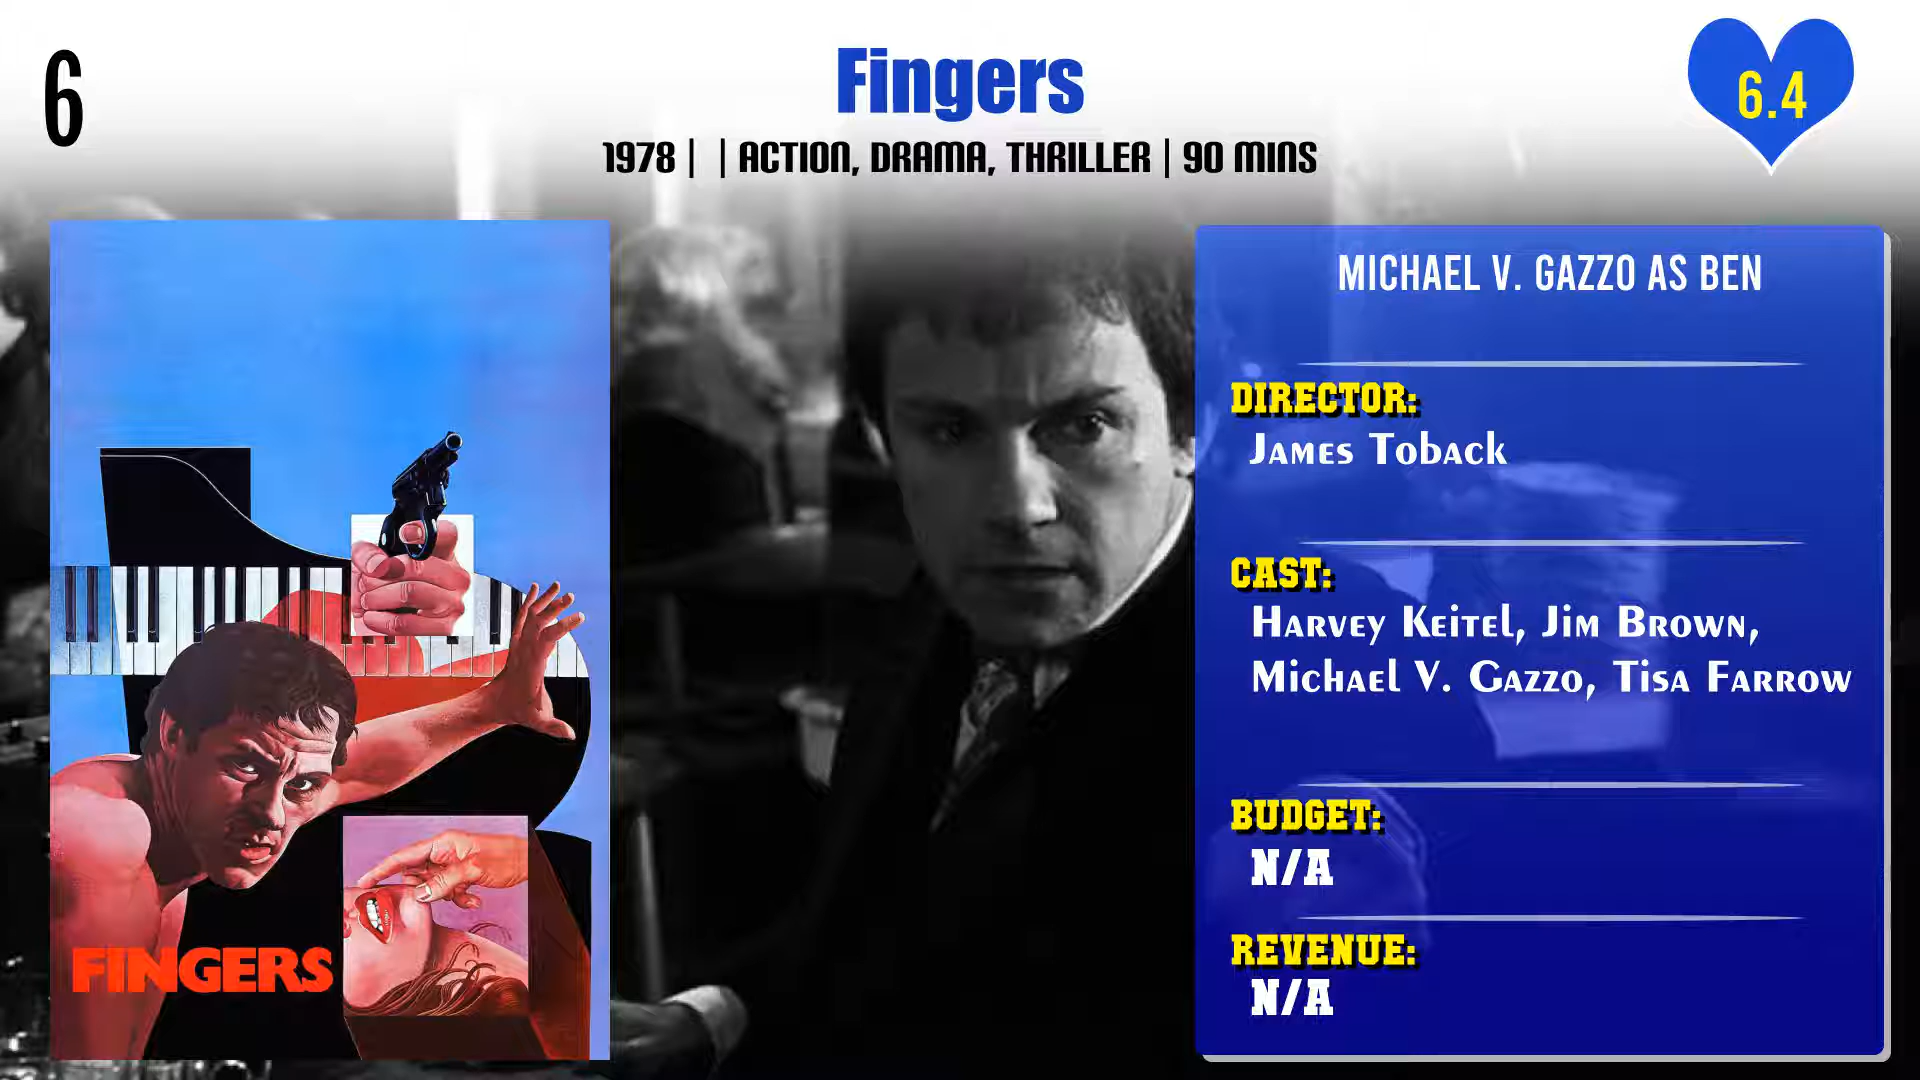 6
Fingers
6.4
1978 | | ACTION, DRAMA, THRILLER | 90 MINS
MICHAEL V. GAZZO AS BEN
DIRECTOR:
James Toback
CAST:
Harvey Keitel, Jim Brown,
Michael V. Gazzo, Tisa Farrow
BUDGET:
N/A
REVENUE:
N/A
FINGERS